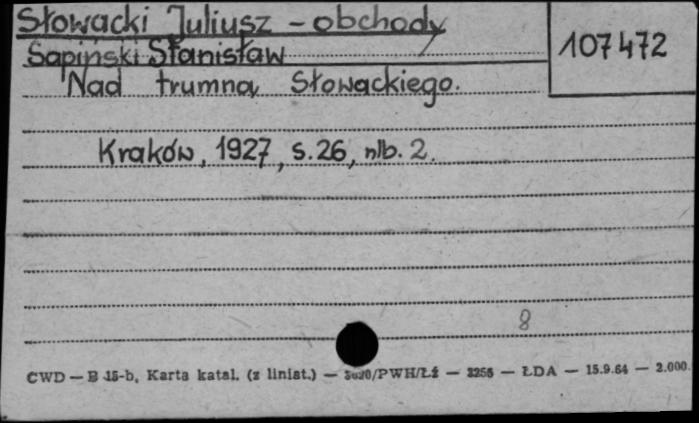 Słowacki Juliusz - obchody
107472
Sapiński Stanisław
Nad trumną Słowackiego.
Kraków, 1927, s. 26, nlb. 2.
8
CWD — B 15-b, Karta katal. (z liniat.) — 3620/PWH/Łź — 3256 — ŁDA — 15.9.64 — 2.000.